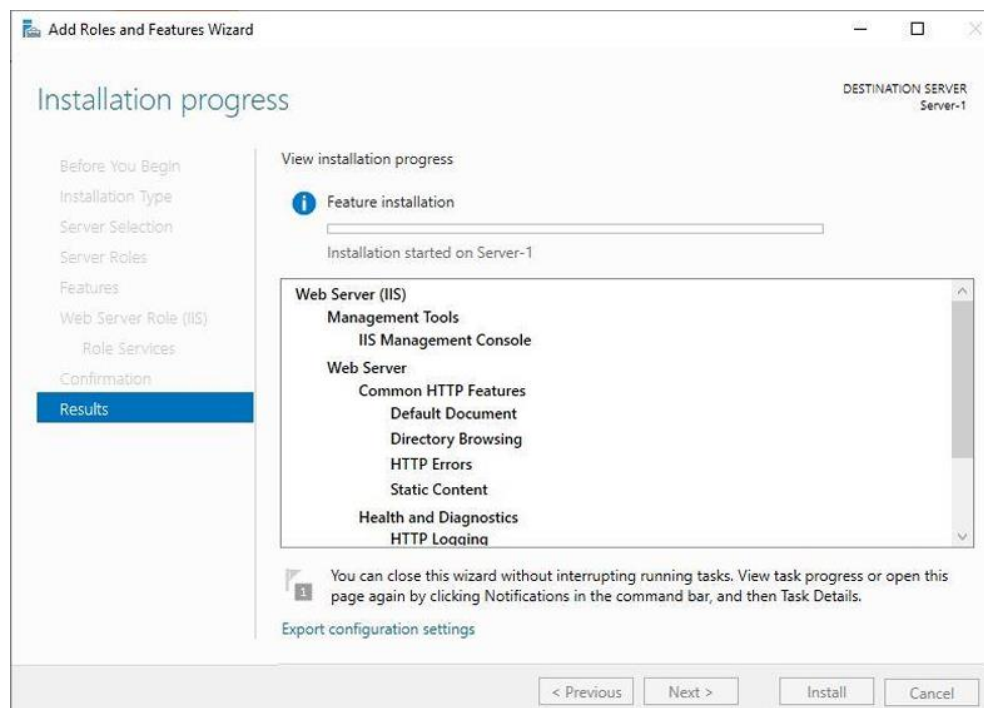 Add Roles and Features Wizard
Installation progress
DESTINATION SERVER
Server-1
Before You Begin
Installation Type
Server Selection
Server Roles
Features
Web Server Role (IIS)
Role Services
Confirmation
Results
View installation progress
Feature installation
Installation started on Server-1
Web Server (IIS)
Management Tools
IIS Management Console
Web Server
Common HTTP Features
Default Document
Directory Browsing
HTTP Errors
Static Content
Health and Diagnostics
HTTP Logging
1
You can close this wizard without interrupting running tasks. View task progress or open this
page again by clicking Notifications in the command bar, and then Task Details.
Export configuration settings
< Previous
Next >
Install
Cancel